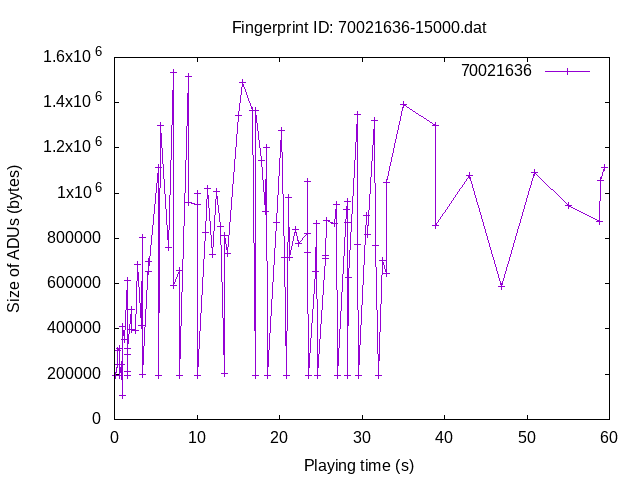 Fingerprint ID: 70021636-15000.dat
1.6x10^6
1.4x10^6
1.2x10^6
1x10^6
800000
600000
400000
200000
0
Size of ADUs (bytes)
70021636
0 10 20 30 40 50 60
Playing time (s)